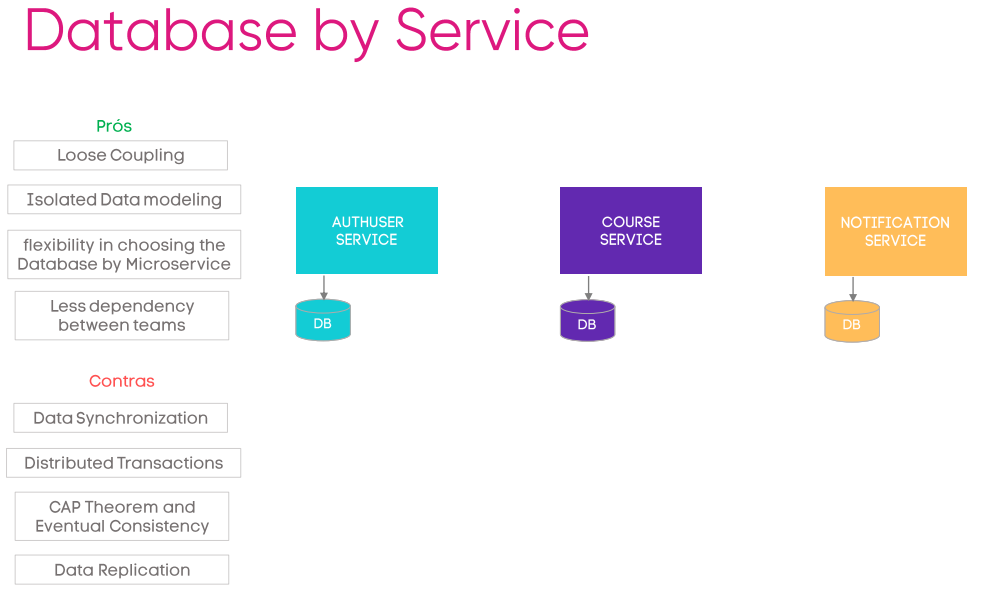 Database by Service
Prós
Loose Coupling
Isolated Data modeling
flexibility in choosing the
Database by Microservice
Less dependency
between teams
Contras
Data Synchronization
Distributed Transactions
CAP Theorem and
Eventual Consistency
Data Replication
AUTHUSER
SERVICE
DB
COURSE
SERVICE
DB
NOTIFICATION
SERVICE
DB